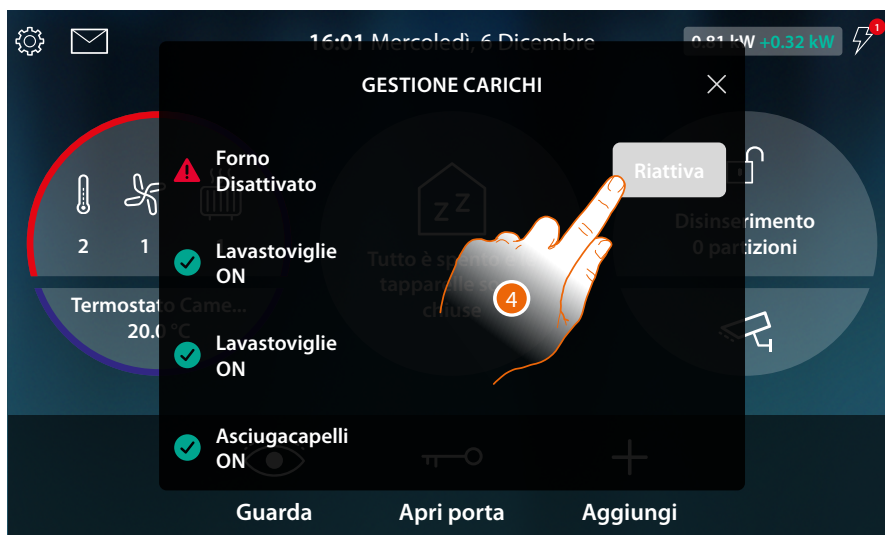 16:01 Mercoledì, 6 Dicembre
0.81 kW +0.32 kW
1
GESTIONE CARICHI
Forno
Disattivato
Riattiva
2
1
Disinserimento
0 partizioni
Lavastoviglie
ON
zz
Tutto è spento
tapparelle
chiuse
4
Termostato Came...
20.0 °C
Lavastoviglie
ON
Asciugacapelli
ON
Guarda
Apri porta
Aggiungi